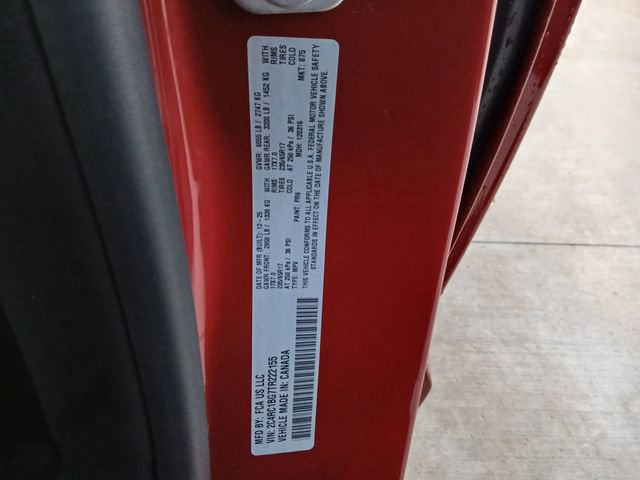 MFD BY: FCA US LLC
VIN: 2C4RC1BG7TR222155
VEHICLE MADE IN: CANADA
DATE OF MFR (BUILT): 12-25 GVWR: 6055 LB / 2747 KG
GAWR FRONT: 2950 LB / 1339 KG WITH GAWR REAR: 3200 LB / 1452 KG WITH
17X7.0 RIMS 17X7.0 RIMS
235/65R17 TIRES 235/65R17 TIRES
AT 250 kPa / 36 PSI COLD AT 250 kPa / 36 PSI COLD
TYPE: MPV PAINT: PR6 MDH: 120316 MKT: 875
THIS VEHICLE CONFORMS TO ALL APPLICABLE U.S.A. FEDERAL MOTOR VEHICLE SAFETY
STANDARDS IN EFFECT ON THE DATE OF MANUFACTURE SHOWN ABOVE.